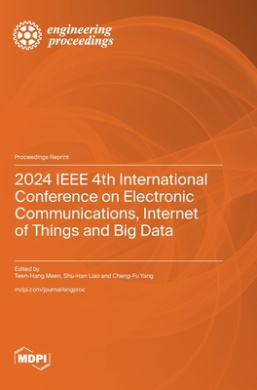 engineering
proceedings
Proceedings Reprint
2024 IEEE 4th International
Conference on Electronic
Communications, Internet
of Things and Big Data
Edited by
Teen-Hang Meen, Shu-Han Liao and Cheng-Fu Yang
mdpi.com/journal/engproc
MDPI